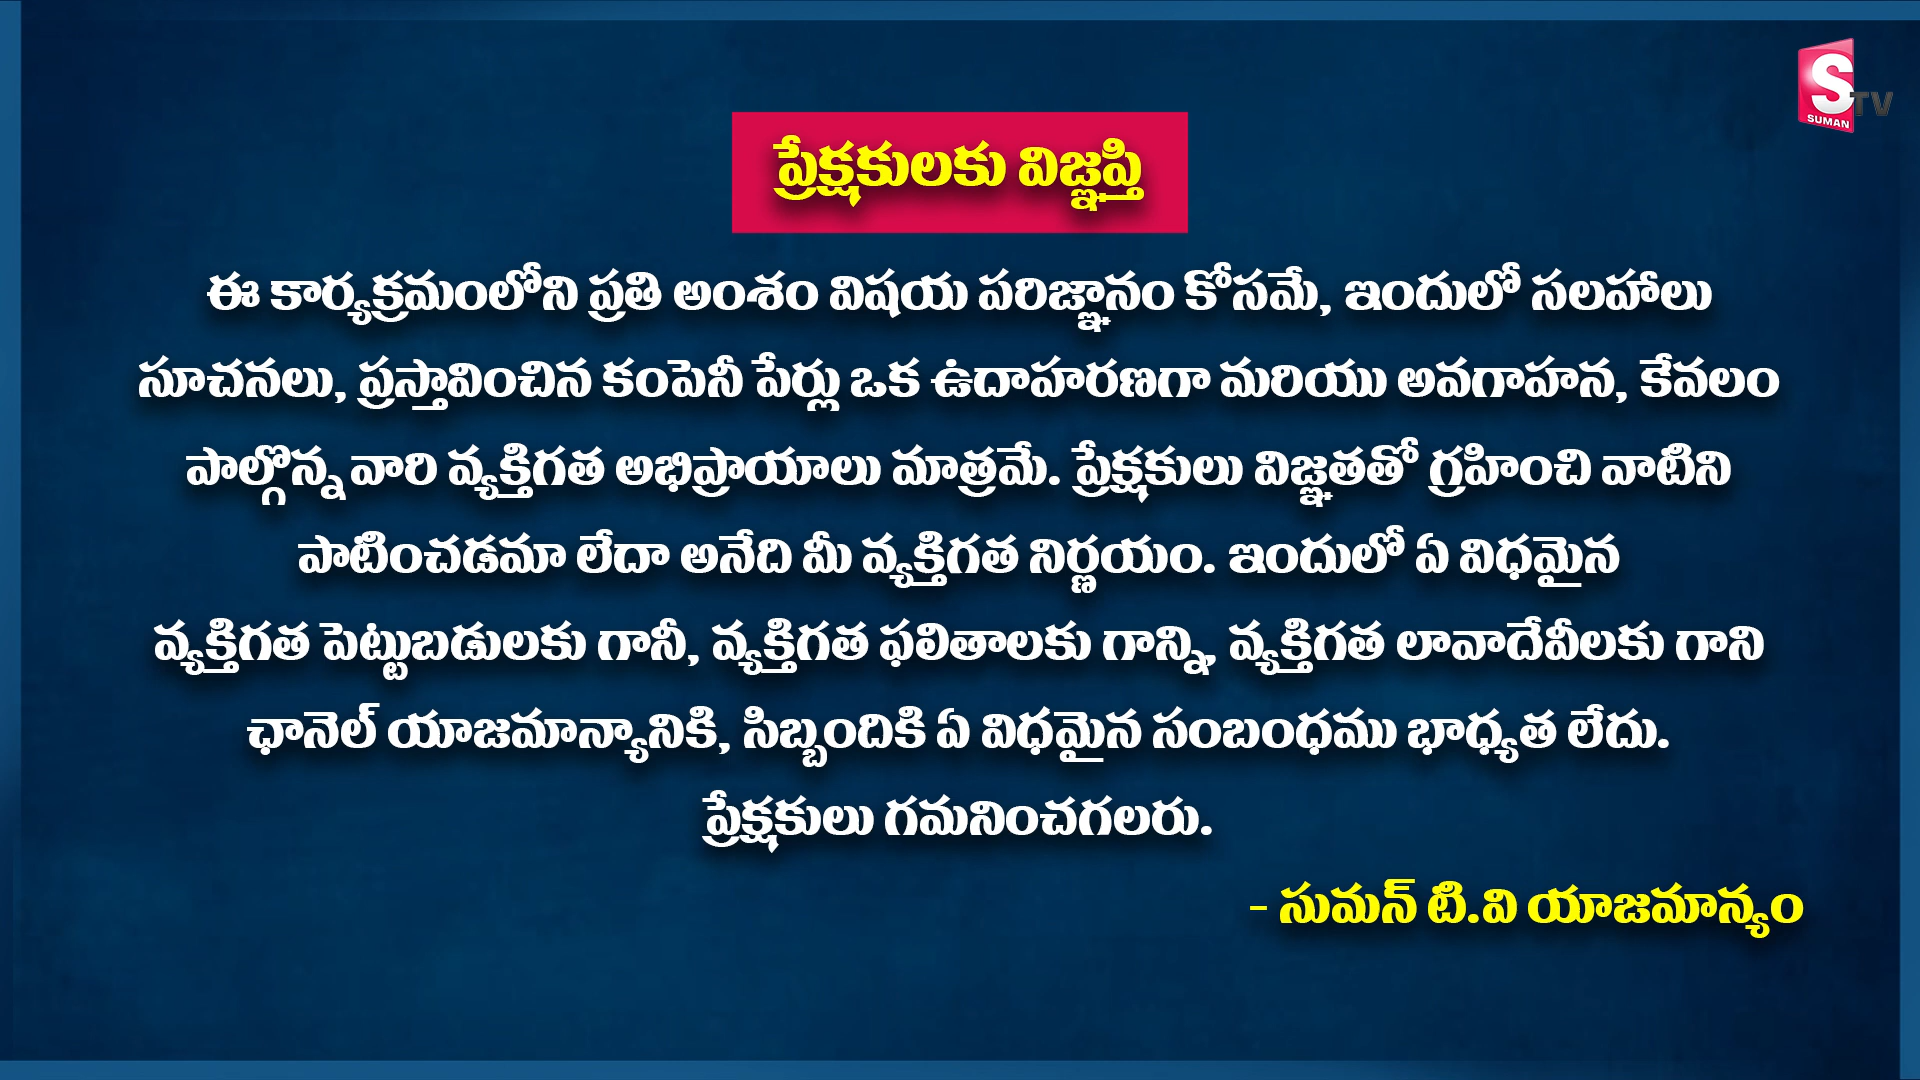 S
SUMAN
TV
ప్రేక్షకులకు విజ్ఞప్తి
ఈ కార్యక్రమంలోని ప్రతి అంశం విషయ పరిజ్ఞానం కోసమే, ఇందులో సలహాలు
సూచనలు, ప్రస్తావించిన కంపెనీ పేర్లు ఒక ఉదాహరణగా మరియు అవగాహన, కేవలం
పాల్గొన్న వారి వ్యక్తిగత అభిప్రాయాలు మాత్రమే. ప్రేక్షకులు విజ్ఞతతో గ్రహించి వాటిని
పాటించడమా లేదా అనేది మీ వ్యక్తిగత నిర్ణయం. ఇందులో ఏ విధమైన
వ్యక్తిగత పెట్టుబడులకు గానీ, వ్యక్తిగత ఫలితాలకు గాన్ని, వ్యక్తిగత లావాదేవీలకు గాని
ఛానెల్ యాజమాన్యానికి, సిబ్బందికి ఏ విధమైన సంబంధము భాధ్యత లేదు.
ప్రేక్షకులు గమనించగలరు.
- సుమన్ టి.వి యాజమాన్యం